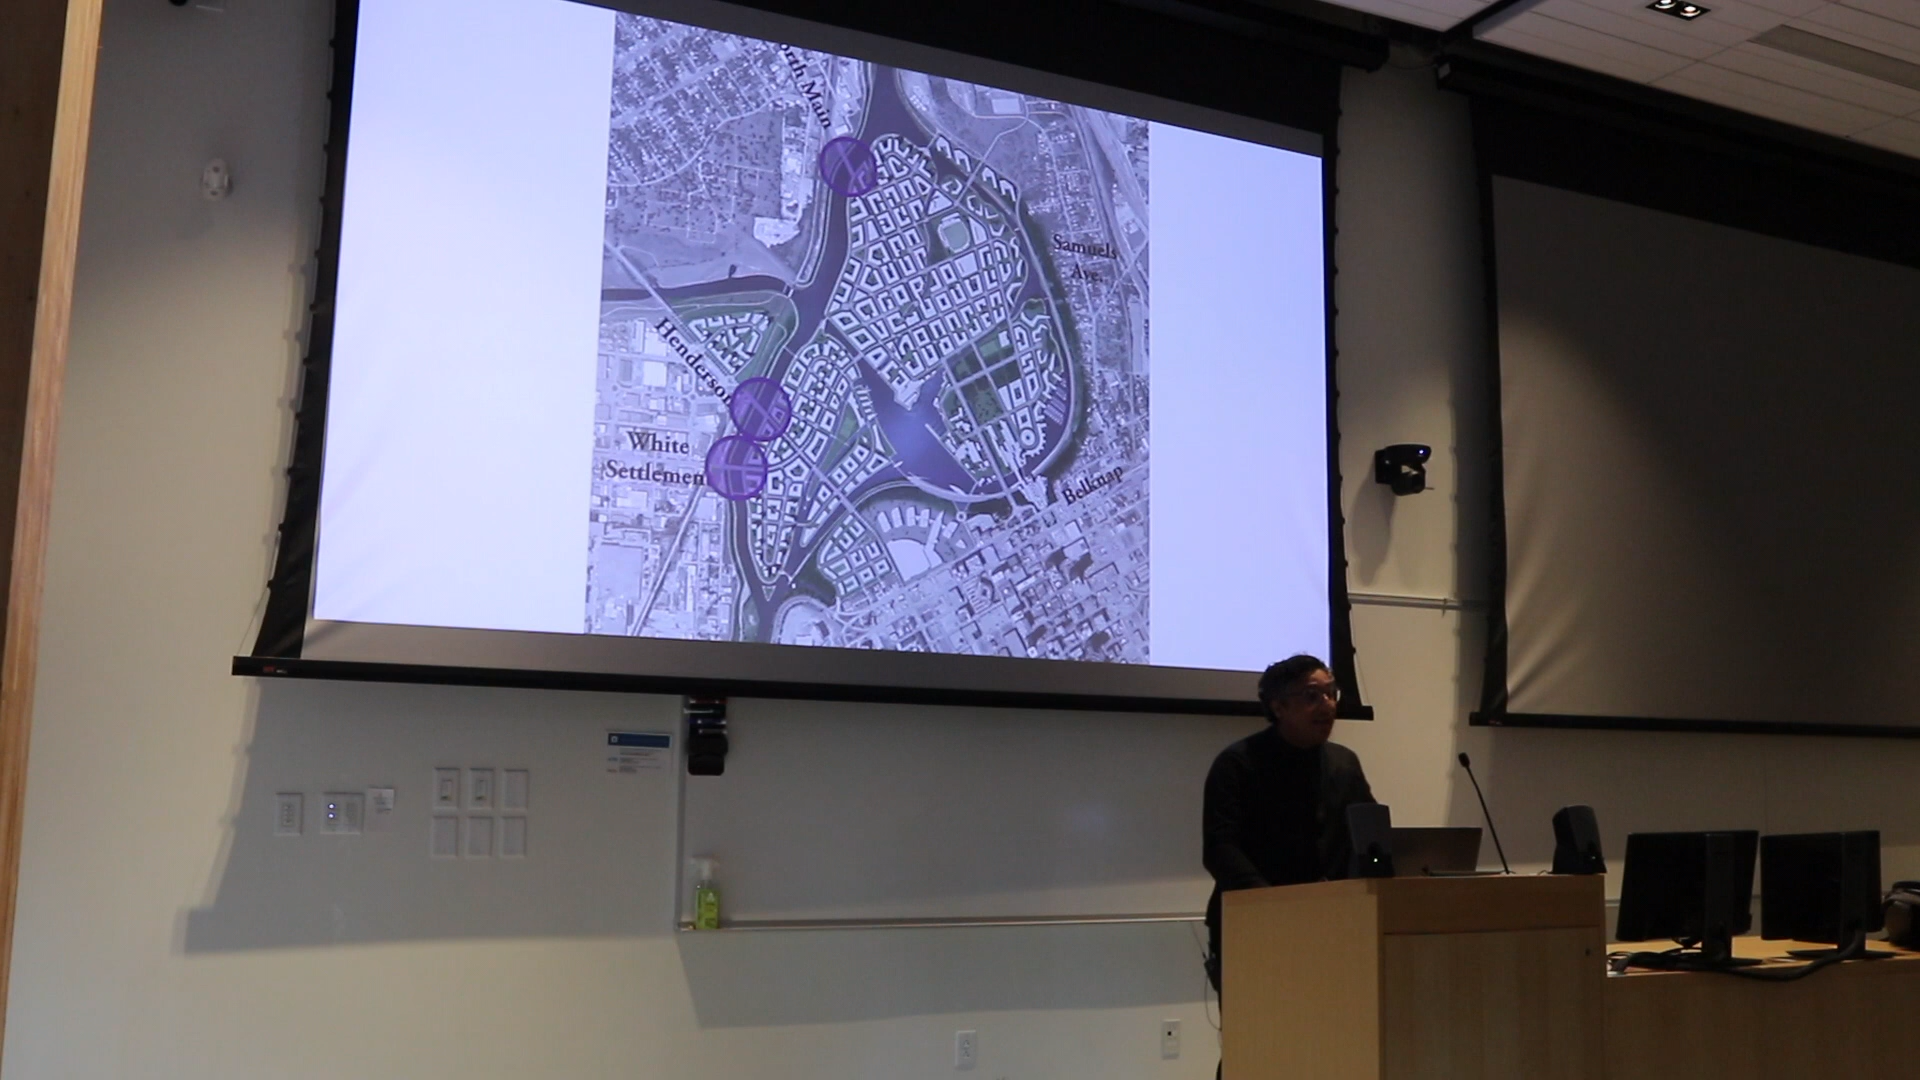 orth Main
Samuels
Ave.
Henderson
White
Settlemen
Belknap